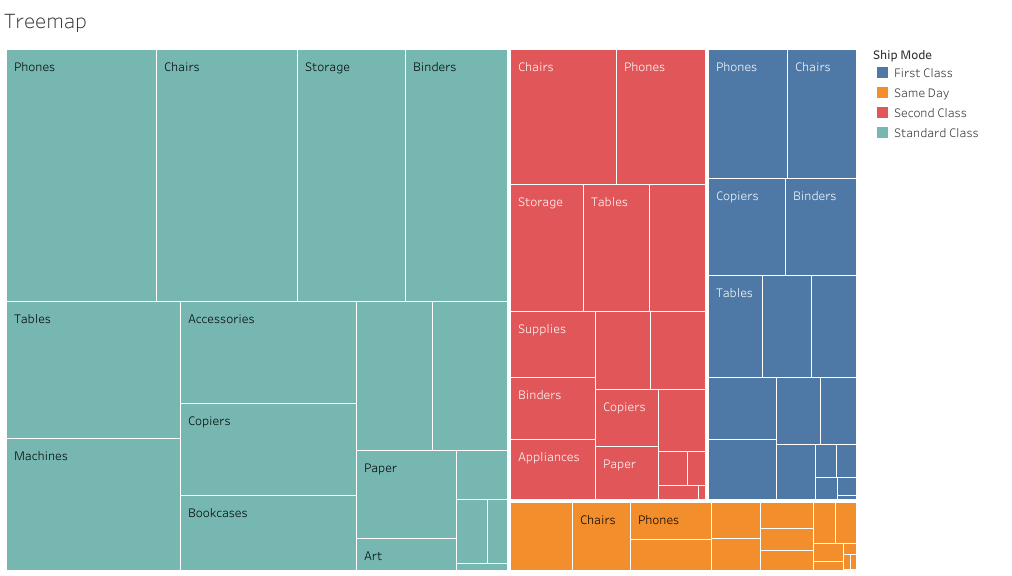 Treemap
Phones
Chairs
Storage
Binders
Tables
Accessories
Copiers
Machines
Bookcases
Paper
Art
Chairs
Phones
Storage
Tables
Supplies
Binders
Copiers
Appliances
Paper
Phones
Chairs
Copiers
Binders
Tables
Chairs
Phones
Ship Mode
First Class
Same Day
Second Class
Standard Class